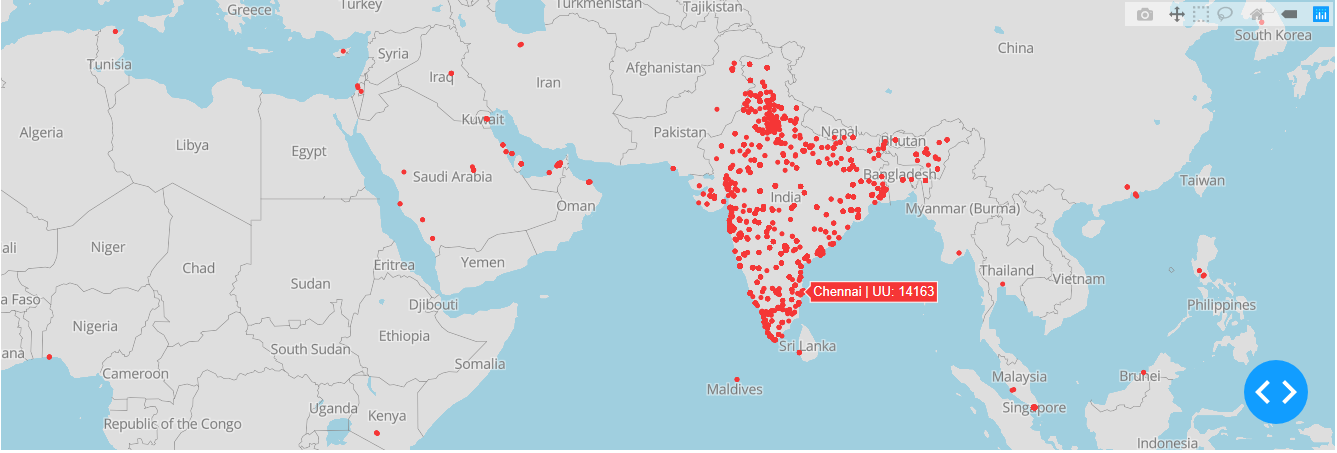 Greece
Turkey
Turkmenistan
Tajikistan
South Korea
Tunisia
Syria
Iraq
Iran
Afghanistan
China
Algeria
Libya
Egypt
Kuwait
Pakistan
Nepal
Bhutan
Saudi Arabia
Bangladesh
Taiwan
Oman
India
Myanmar (Burma)
ali
Niger
Chad
Sudan
Eritrea
Yemen
Thailand
Vietnam
Chennai | UU: 14163
a Faso
Djibouti
Philippines
Nigeria
Ethiopia
ana
South Sudan
Sri Lanka
Cameroon
Somalia
Maldives
Malaysia
Brunei
Uganda
Kenya
Singapore
Republic of the Congo
Indonesia